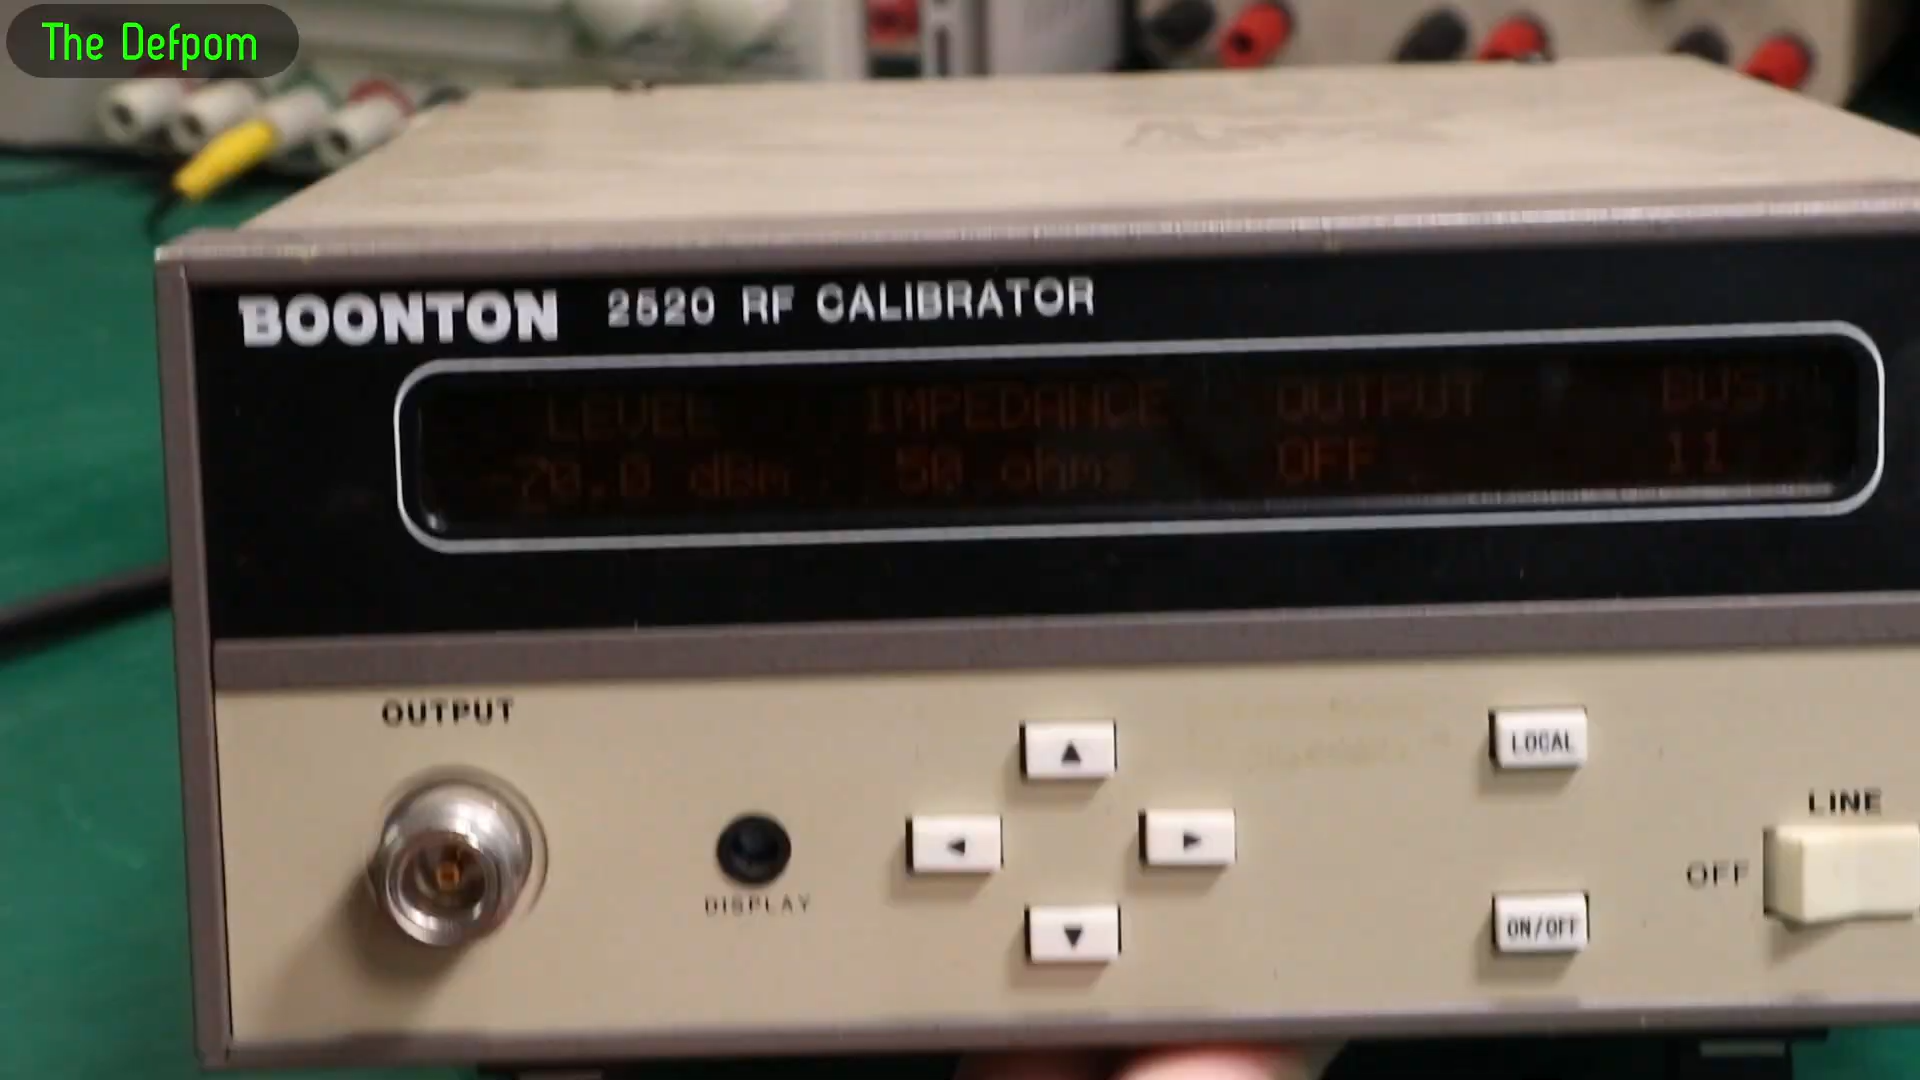 The Defpom
BOONTON 2520 RF CALIBRATOR
LEVEL IMPEDANCE OUTPUT BUS
-70.0 dBm 50 ohms OFF 11
OUTPUT
DISPLAY
LOCAL
ON/OFF
LINE
OFF